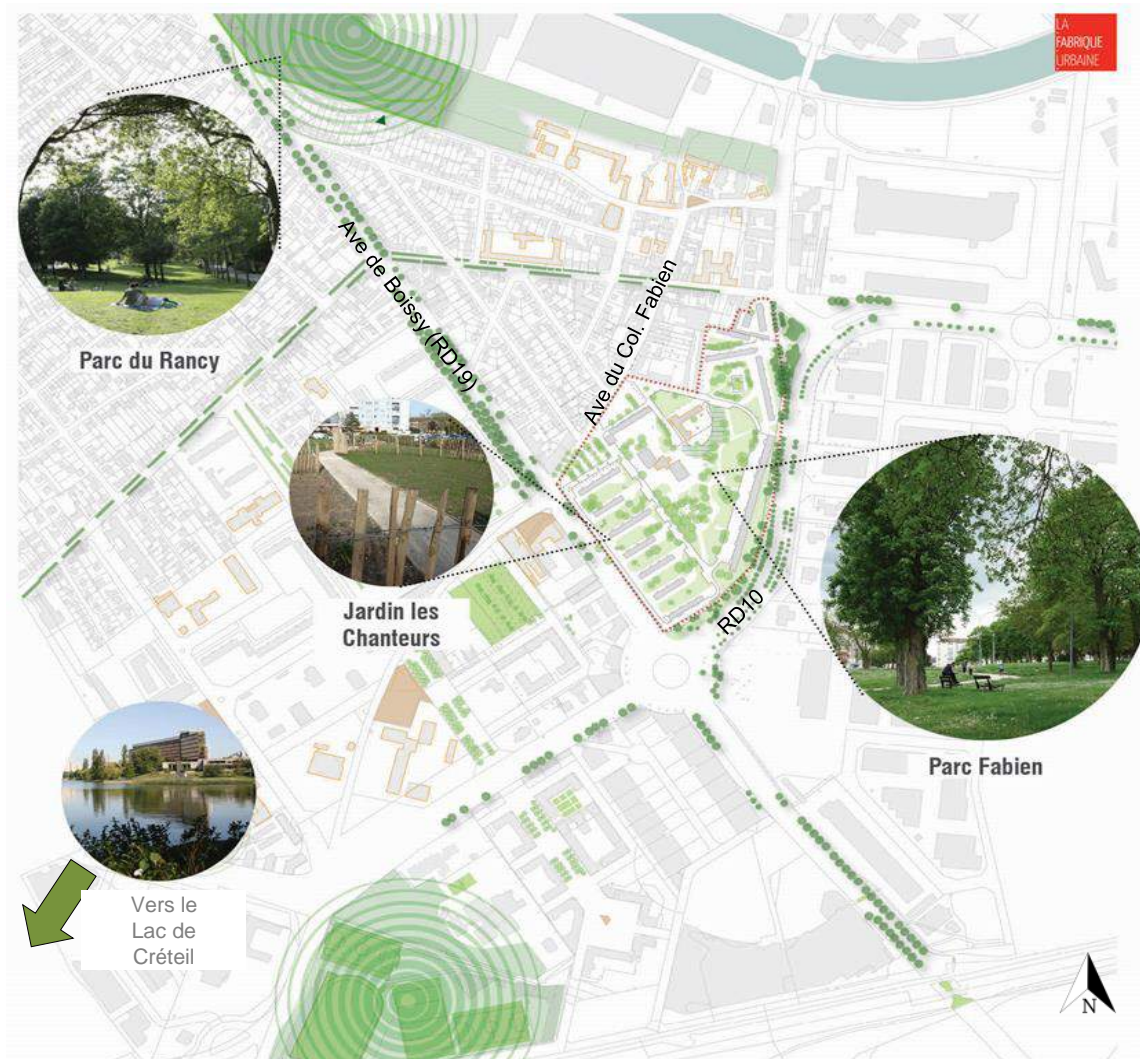 LA
FABRIQUE
URBAINE
Ave de Boissy (RD19)
Ave du Col. Fabien
Parc du Rancy
Jardin les
Chanteurs
RD10
Parc Fabien
Vers le
Lac de
Créteil
N